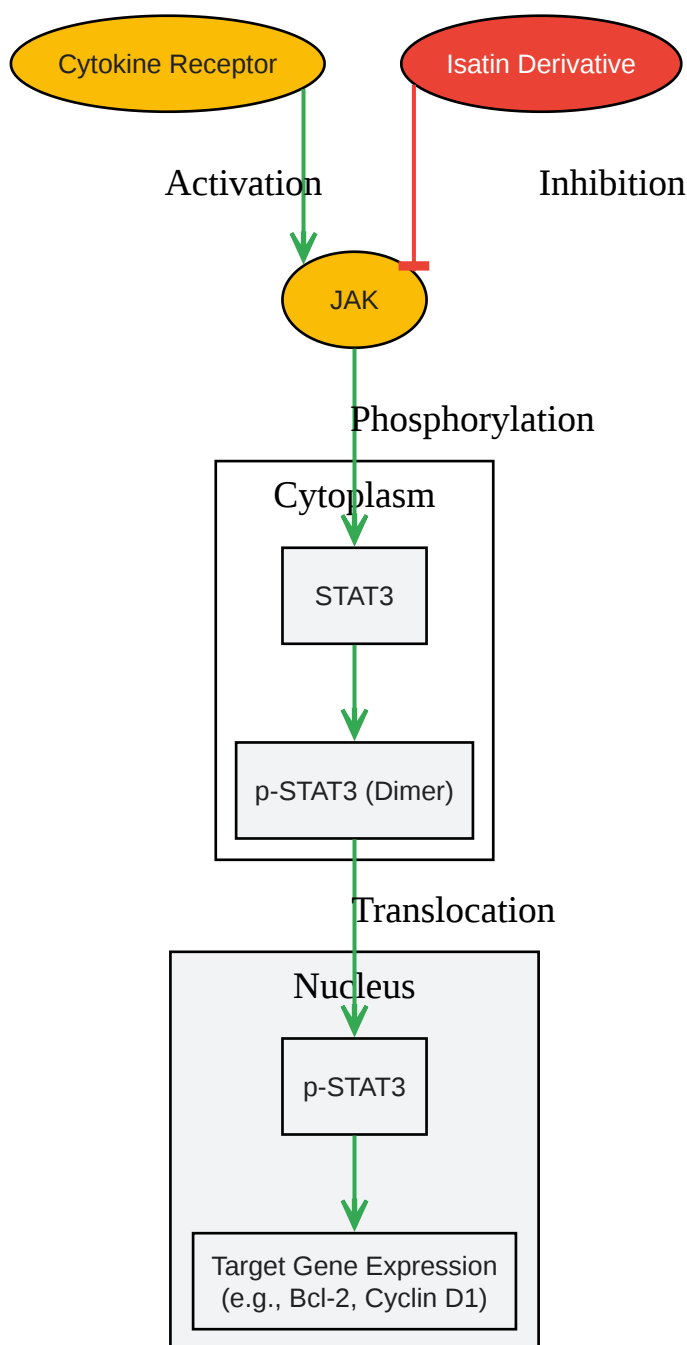 Cytokine Receptor
Isatin Derivative
Activation
Inhibition
JAK
Phosphorylation
Cytoplasm
STAT3
p-STAT3 (Dimer)
Translocation
Nucleus
p-STAT3
Target Gene Expression
(e.g., Bcl-2, Cyclin D1)